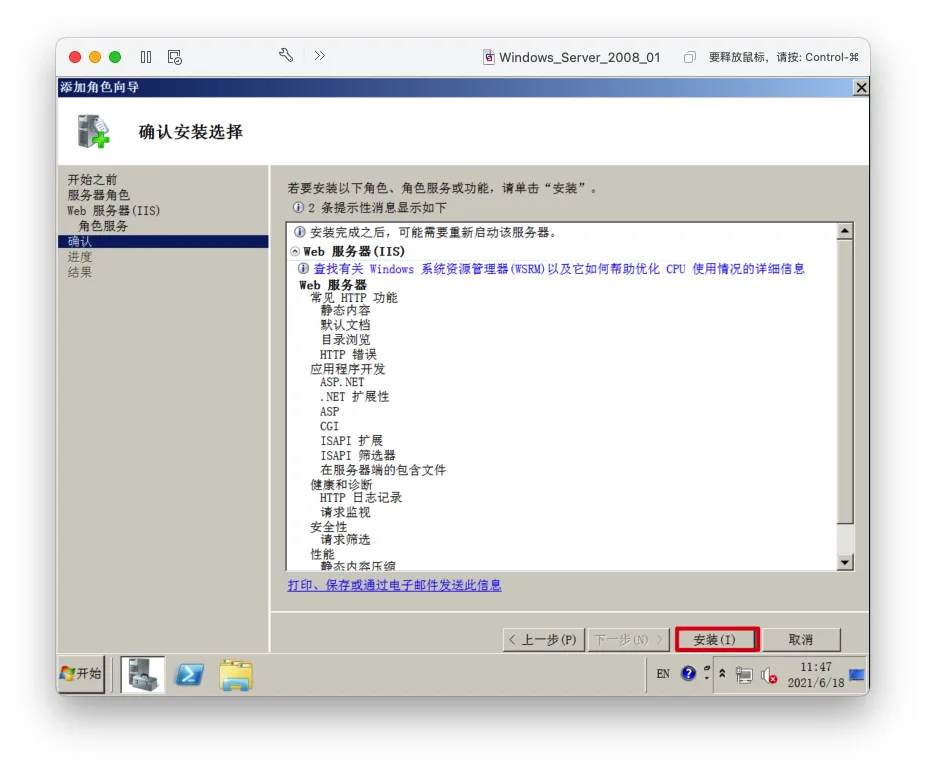 Windows_Server_2008_01
要释放鼠标，请按: Control-⌘
添加角色向导
确认安装选择
开始之前
服务器角色
Web 服务器(IIS)
角色服务
确认
进度
结果
若要安装以下角色、角色服务或功能，请单击“安装”。
2 条提示性消息显示如下
安装完成之后，可能需要重新启动该服务器。
Web 服务器(IIS)
查找有关 Windows 系统资源管理器(WSRM)以及它如何帮助优化 CPU 使用情况的详细信息
Web 服务器
常见 HTTP 功能
静态内容
默认文档
目录浏览
HTTP 错误
应用程序开发
ASP.NET
.NET 扩展性
ASP
CGI
ISAPI 扩展
ISAPI 筛选器
在服务器端的包含文件
健康和诊断
HTTP 日志记录
请求监视
安全性
请求筛选
性能
静态内容压缩
打印、保存或通过电子邮件发送此信息
< 上一步(P)
下一步(N) >
安装(I)
取消
开始
EN
11:47
2021/6/18